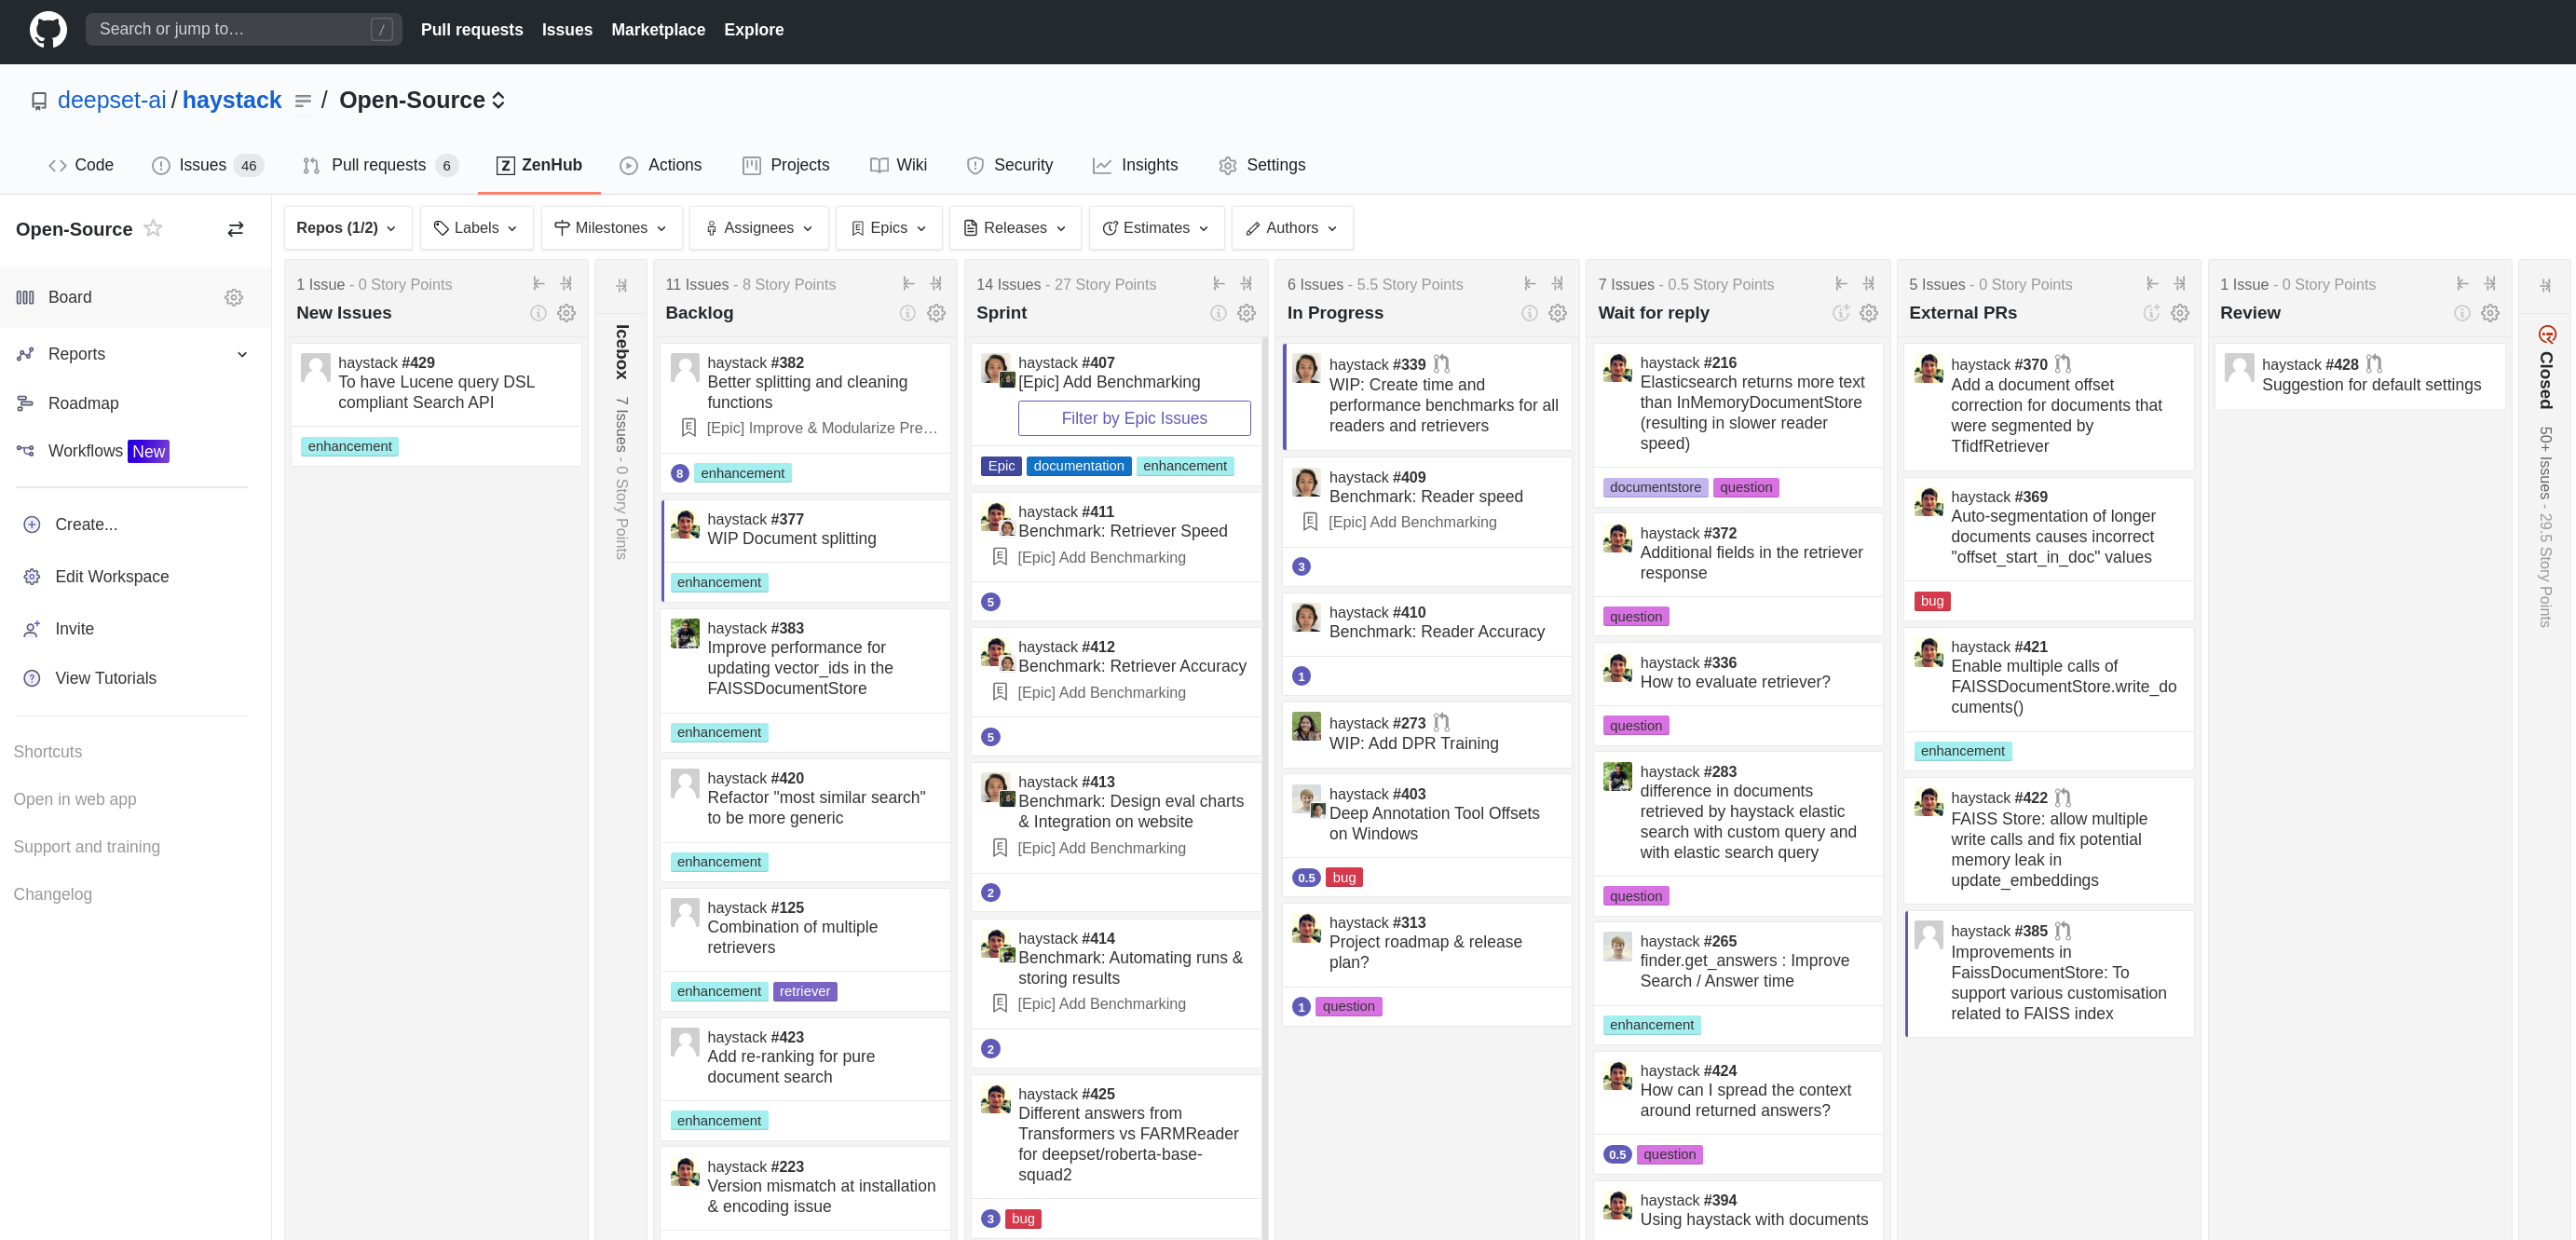 Search or jump to…
/
Pull requests
Issues
Marketplace
Explore
deepset-ai / haystack / Open-Source
Code
Issues 46
Pull requests 6
ZenHub
Actions
Projects
Wiki
Security
Insights
Settings
Open-Source
Board
Reports
Roadmap
Workflows New
Create...
Edit Workspace
Invite
View Tutorials
Shortcuts
Open in web app
Support and training
Changelog
Repos (1/2)
Labels
Milestones
Assignees
Epics
Releases
Estimates
Authors
1 Issue - 0 Story Points
New Issues
haystack #429
To have Lucene query DSL
compliant Search API
enhancement
Icebox 7 Issues - 0 Story Points
11 Issues - 8 Story Points
Backlog
haystack #382
Better splitting and cleaning
functions
[Epic] Improve & Modularize Pre…
8 enhancement
haystack #377
WIP Document splitting
enhancement
haystack #383
Improve performance for
updating vector_ids in the
FAISSDocumentStore
enhancement
haystack #420
Refactor "most similar search"
to be more generic
enhancement
haystack #125
Combination of multiple
retrievers
enhancement retriever
haystack #423
Add re-ranking for pure
document search
enhancement
haystack #223
Version mismatch at installation
& encoding issue
14 Issues - 27 Story Points
Sprint
haystack #407
[Epic] Add Benchmarking
Filter by Epic Issues
Epic documentation enhancement
haystack #411
Benchmark: Retriever Speed
[Epic] Add Benchmarking
5
haystack #412
Benchmark: Retriever Accuracy
[Epic] Add Benchmarking
5
haystack #413
Benchmark: Design eval charts
& Integration on website
[Epic] Add Benchmarking
2
haystack #414
Benchmark: Automating runs &
storing results
[Epic] Add Benchmarking
2
haystack #425
Different answers from
Transformers vs FARMReader
for deepset/roberta-base-
squad2
3 bug
6 Issues - 5.5 Story Points
In Progress
haystack #339
WIP: Create time and
performance benchmarks for all
readers and retrievers
haystack #409
Benchmark: Reader speed
[Epic] Add Benchmarking
3
haystack #410
Benchmark: Reader Accuracy
1
haystack #273
WIP: Add DPR Training
haystack #403
Deep Annotation Tool Offsets
on Windows
0.5 bug
haystack #313
Project roadmap & release
plan?
1 question
7 Issues - 0.5 Story Points
Wait for reply
haystack #216
Elasticsearch returns more text
than InMemoryDocumentStore
(resulting in slower reader
speed)
documentstore question
haystack #372
Additional fields in the retriever
response
question
haystack #336
How to evaluate retriever?
question
haystack #283
difference in documents
retrieved by haystack elastic
search with custom query and
with elastic search query
question
haystack #265
finder.get_answers : Improve
Search / Answer time
enhancement
haystack #424
How can I spread the context
around returned answers?
0.5 question
haystack #394
Using haystack with documents
5 Issues - 0 Story Points
External PRs
haystack #370
Add a document offset
correction for documents that
were segmented by
TfidfRetriever
haystack #369
Auto-segmentation of longer
documents causes incorrect
"offset_start_in_doc" values
bug
haystack #421
Enable multiple calls of
FAISSDocumentStore.write_do
cuments()
enhancement
haystack #422
FAISS Store: allow multiple
write calls and fix potential
memory leak in
update_embeddings
haystack #385
Improvements in
FaissDocumentStore: To
support various customisation
related to FAISS index
1 Issue - 0 Story Points
Review
haystack #428
Suggestion for default settings
Closed 50+ Issues - 29.5 Story Points